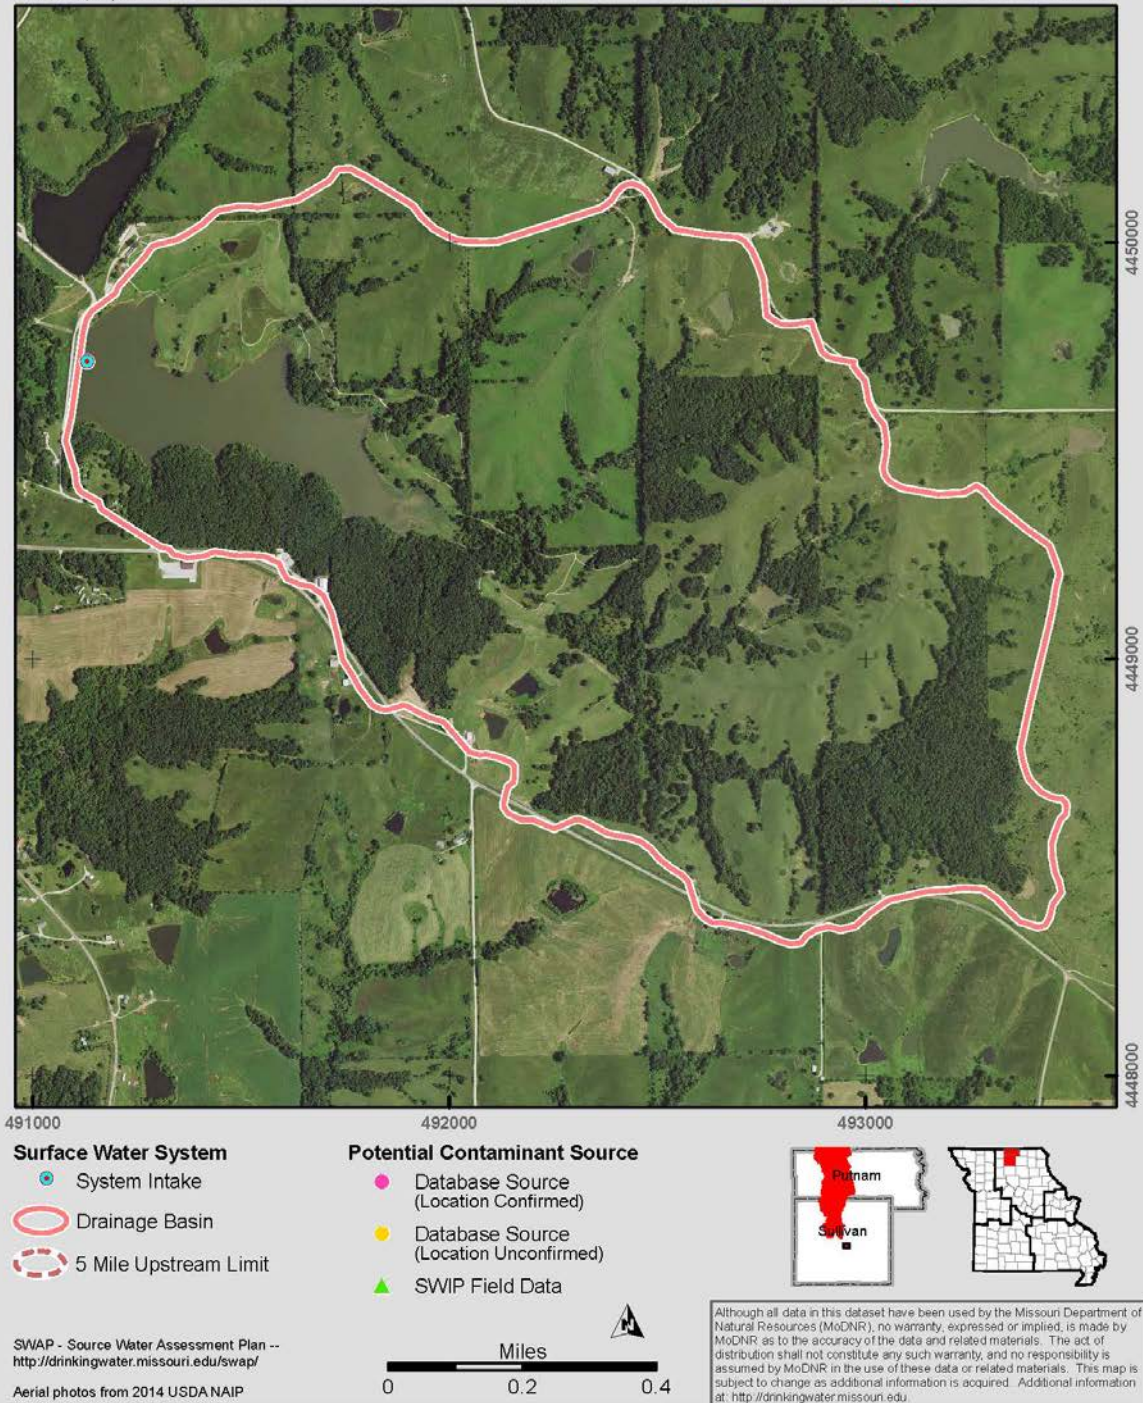 4450000
4449000
4448000
491000
492000
493000
Surface Water System
System Intake
Drainage Basin
5 Mile Upstream Limit
Potential Contaminant Source
Database Source
(Location Confirmed)
Database Source
(Location Unconfirmed)
SWIP Field Data
Putnam
Sullivan
SWAP - Source Water Assessment Plan --
http://drinkingwater.missouri.edu/swap/
Aerial photos from 2014 USDA NAIP
N
Miles
0 0.2 0.4
Although all data in this dataset have been used by the Missouri Department of
Natural Resources (MoDNR), no warranty, expressed or implied, is made by
MoDNR as to the accuracy of the data and related materials. The act of
distribution shall not constitute any such warranty, and no responsibility is
assumed by MoDNR in the use of these data or related materials. This map is
subject to change as additional information is acquired. Additional information
at: http://drinkingwater.missouri.edu.